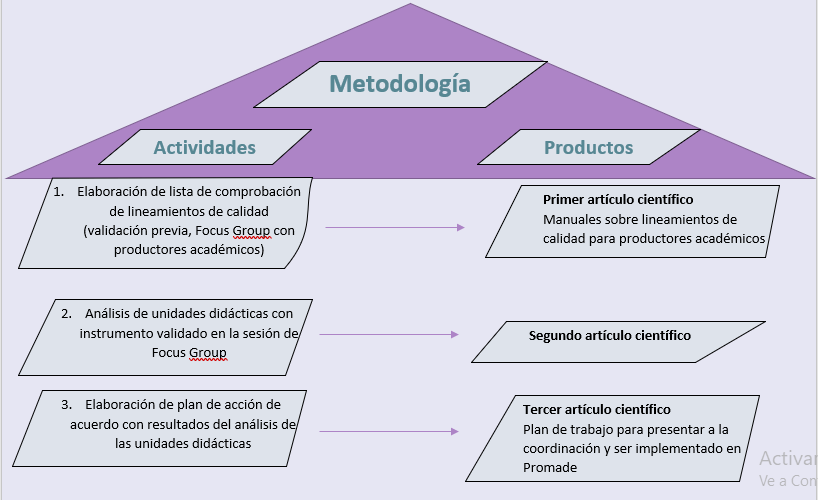 Metodología
Actividades
Productos
1. Elaboración de lista de comprobación
de lineamientos de calidad
(validación previa, Focus Group con
productores académicos)
Primer artículo científico
Manuales sobre lineamientos de
calidad para productores académicos
2. Análisis de unidades didácticas con
instrumento validado en la sesión de
Focus Group
Segundo artículo científico
3. Elaboración de plan de acción de
acuerdo con resultados del análisis de
las unidades didácticas
Tercer artículo científico
Plan de trabajo para presentar a la
coordinación y ser implementado en
Promade
Activar
Ve a Con